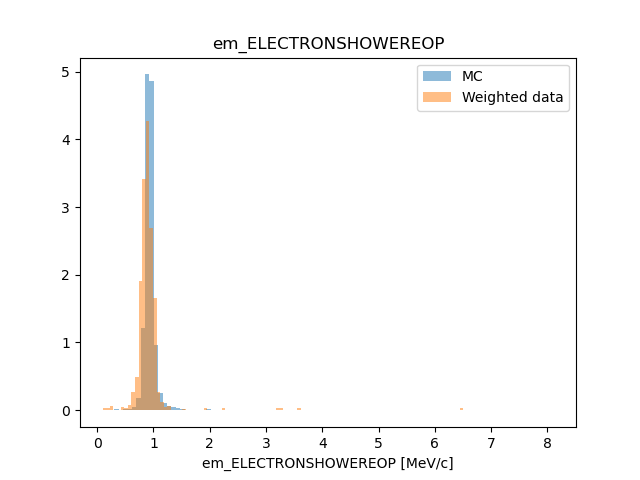 em_ELECTRONSHOWEREOP
MC
Weighted data
5
4
3
2
1
0
0 1 2 3 4 5 6 7 8
em_ELECTRONSHOWEREOP [MeV/c]